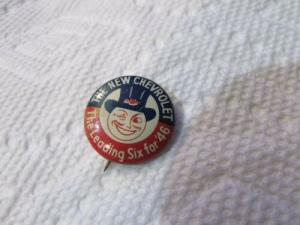 THE NEW CHEVROLET
The Leading Six for '46